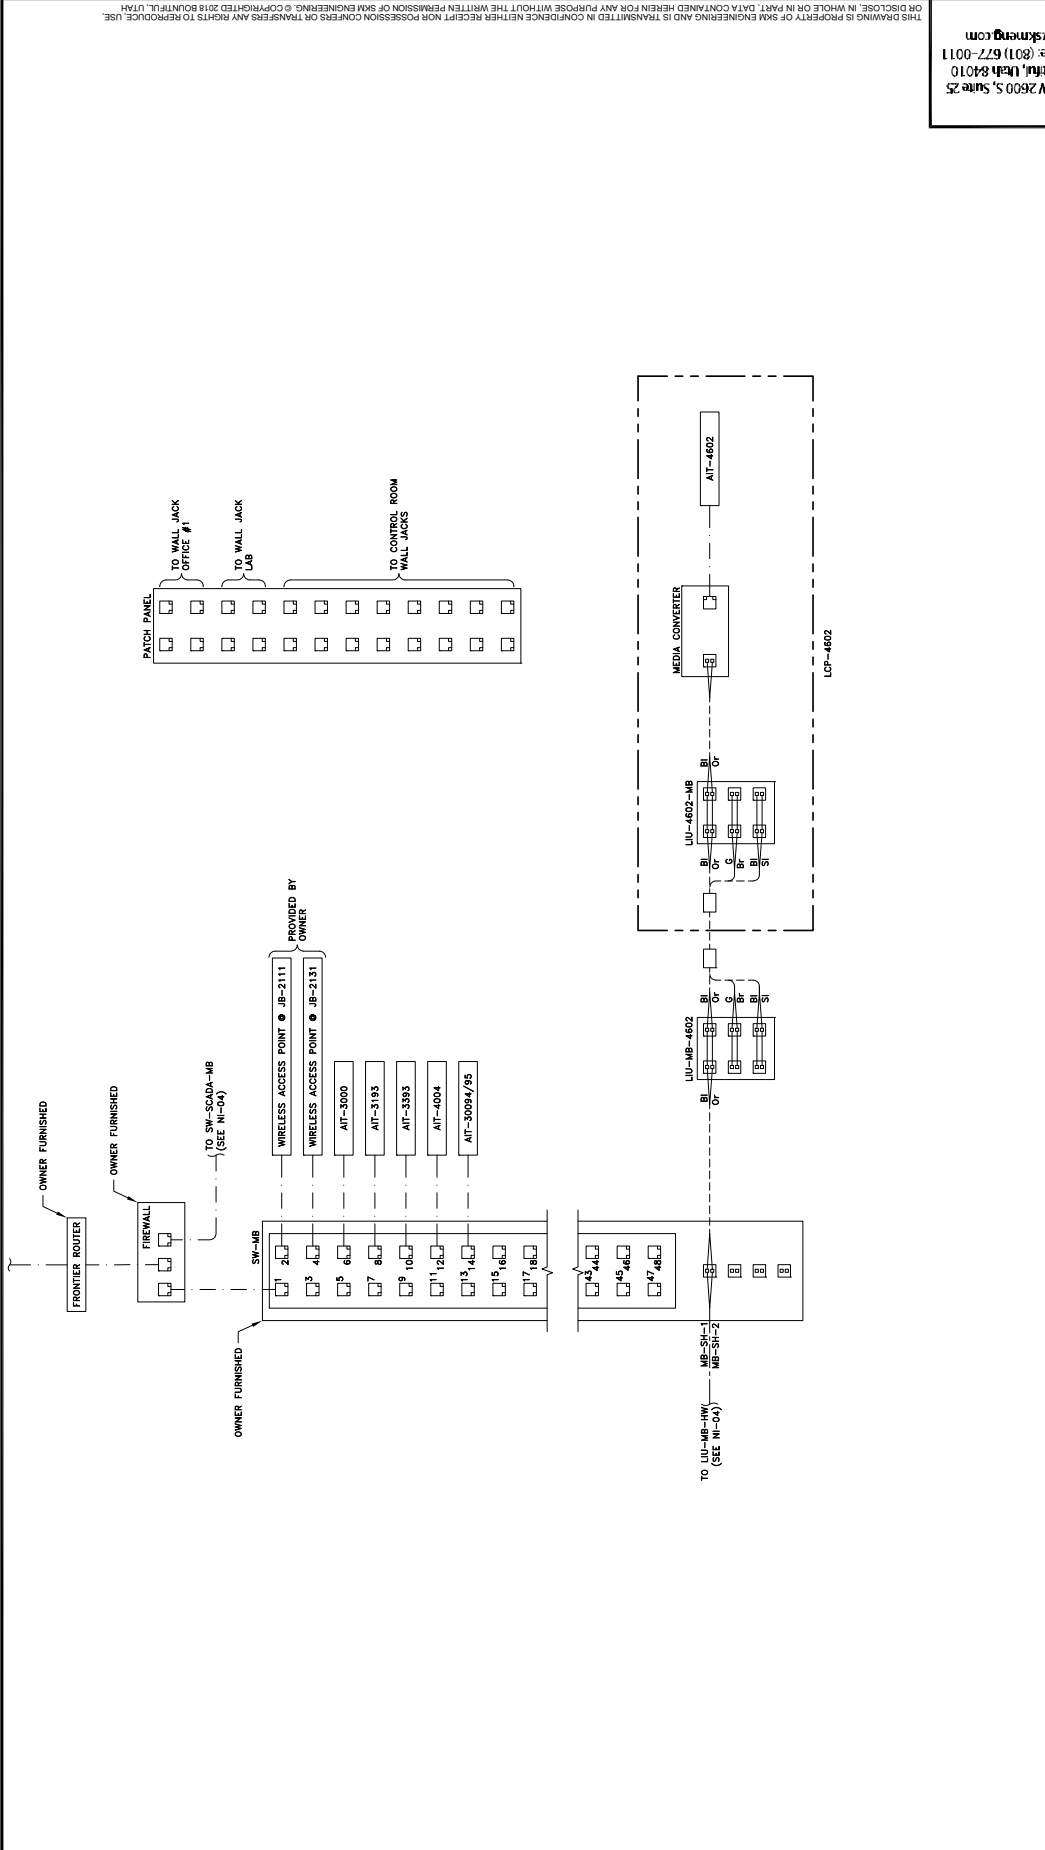 THIS DRAWING IS PROPERTY OF SKM ENGINEERING AND IS TRANSMITTED IN CONFIDENCE NEITHER RECEIPT NOR POSSESSION CONFERS OR TRANSFERS ANY RIGHTS TO REPRODUCE, USE,
OR DISCLOSE, IN WHOLE OR IN PART, DATA CONTAINED HEREIN FOR ANY PURPOSE WITHOUT THE WRITTEN PERMISSION OF SKM ENGINEERING. © COPYRIGHTED 2018 BOUNTIFUL, UTAH
2600 S, Suite 25
Utah 84010
(801) 677-0011
skmeng.com
OWNER FURNISHED
FRONTIER ROUTER
OWNER FURNISHED
FIREWALL
TO SW-SCADA-MB
(SEE NI-04)
OWNER FURNISHED
SW-MB
1
2
3
4
5
6
7
8
9
10
11
12
13
14
15
16
17
18
43
44
45
46
47
48
WIRELESS ACCESS POINT @ JB-2111
WIRELESS ACCESS POINT @ JB-2131
PROVIDED BY
OWNER
AIT-3000
AIT-3193
AIT-3393
AIT-4004
AIT-30094/95
PATCH PANEL
TO WALL JACK
OFFICE #1
TO WALL JACK
LAB
TO CONTROL ROOM
WALL JACKS
TO LIU-MB-HW
(SEE NI-04)
MB-SH-1
MB-SH-2
Bl
Or
LIU-MB-4602
Bl
Or
G
Br
Bl
Sl
Bl
Or
G
Br
Bl
Sl
LIU-4602-MB
Bl
Or
MEDIA CONVERTER
AIT-4602
LCP-4602